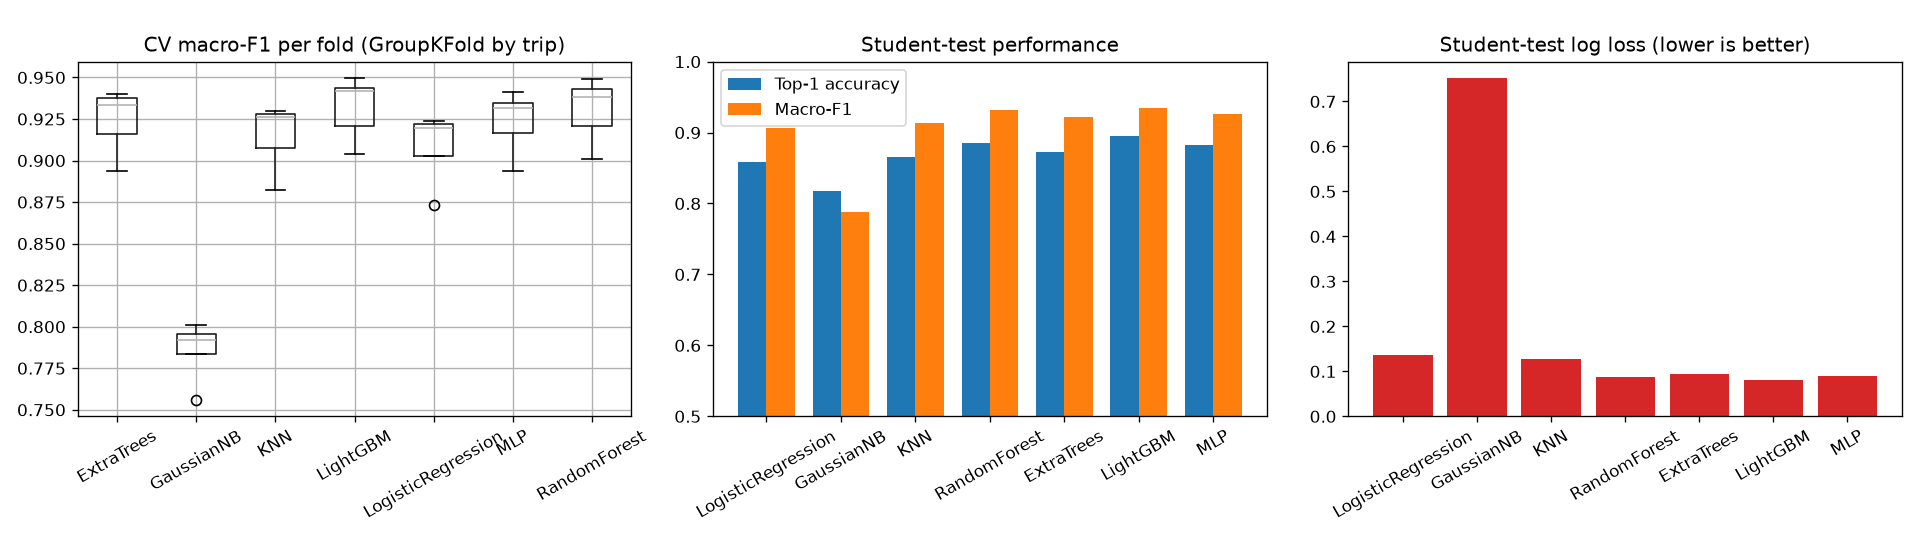 CV macro-F1 per fold (GroupKFold by trip)
0.950
0.925
0.900
0.875
0.850
0.825
0.800
0.775
0.750
ExtraTrees
GaussianNB
KNN
LightGBM
LogisticRegression
MLP
RandomForest
Student-test performance
Top-1 accuracy
Macro-F1
1.0
0.9
0.8
0.7
0.6
0.5
LogisticRegression
GaussianNB
KNN
RandomForest
ExtraTrees
LightGBM
MLP
Student-test log loss (lower is better)
0.7
0.6
0.5
0.4
0.3
0.2
0.1
0.0
LogisticRegression
GaussianNB
KNN
RandomForest
ExtraTrees
LightGBM
MLP